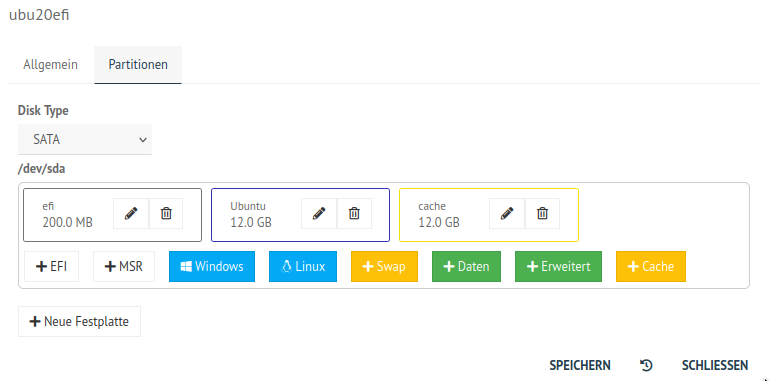 ubu20efi
Allgemein Partitionen
Disk Type
SATA
/dev/sda
efi
200.0 MB
Ubuntu
12.0 GB
cache
12.0 GB
EFI MSR Windows Linux Swap Daten Erweitert Cache
Neue Festplatte
SPEICHERN SCHLIESSEN